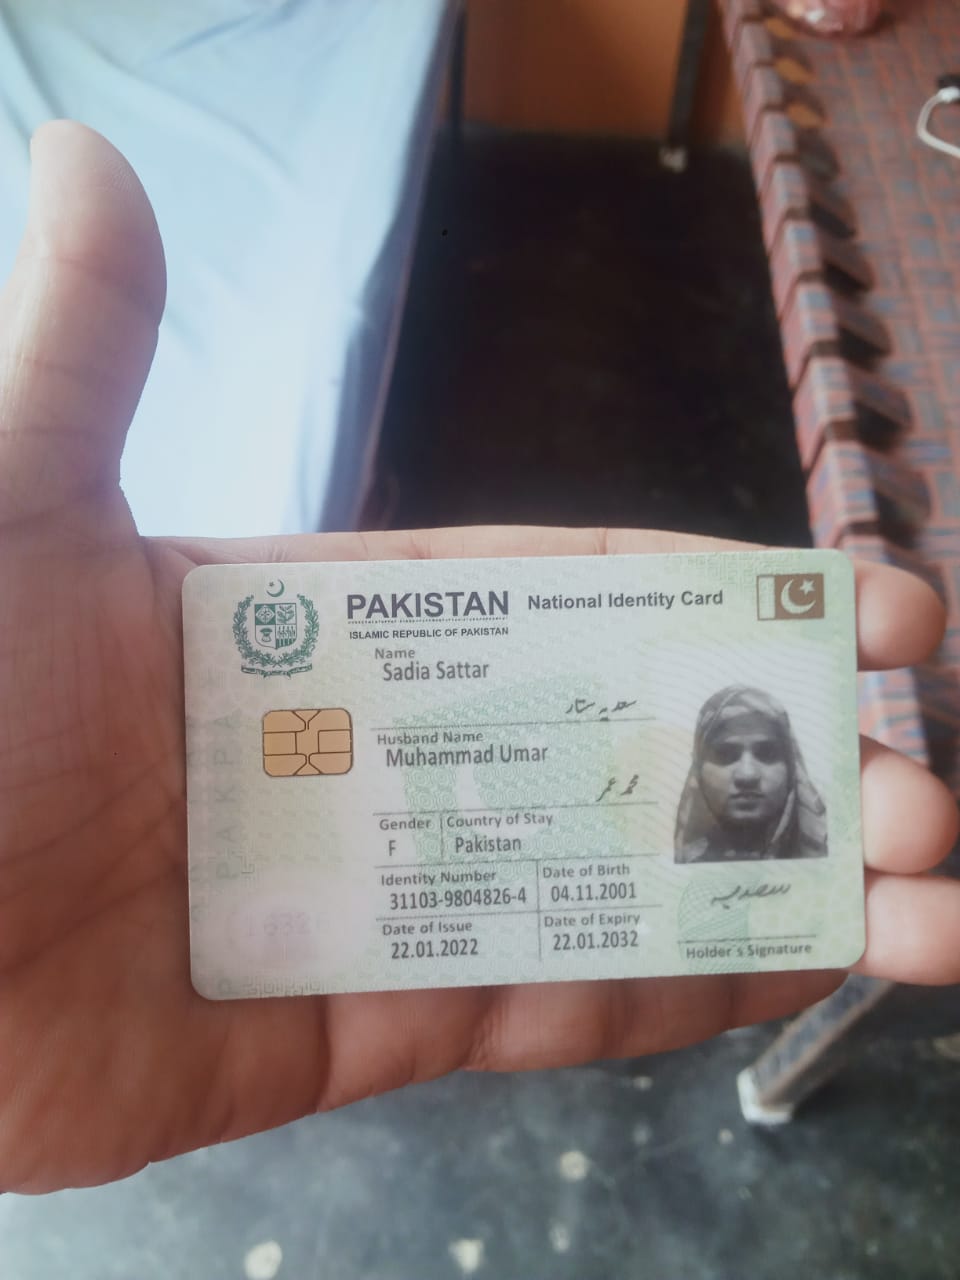 PAKISTAN National Identity Card
ISLAMIC REPUBLIC OF PAKISTAN
Name
Sadia Sattar
سعدیہ ستار
Husband Name
Muhammad Umar
محمد عمر
Gender Country of Stay
F Pakistan
Identity Number Date of Birth
31103-9804826-4 04.11.2001
Date of Issue Date of Expiry
22.01.2022 22.01.2032
سعدیہ
Holder's Signature